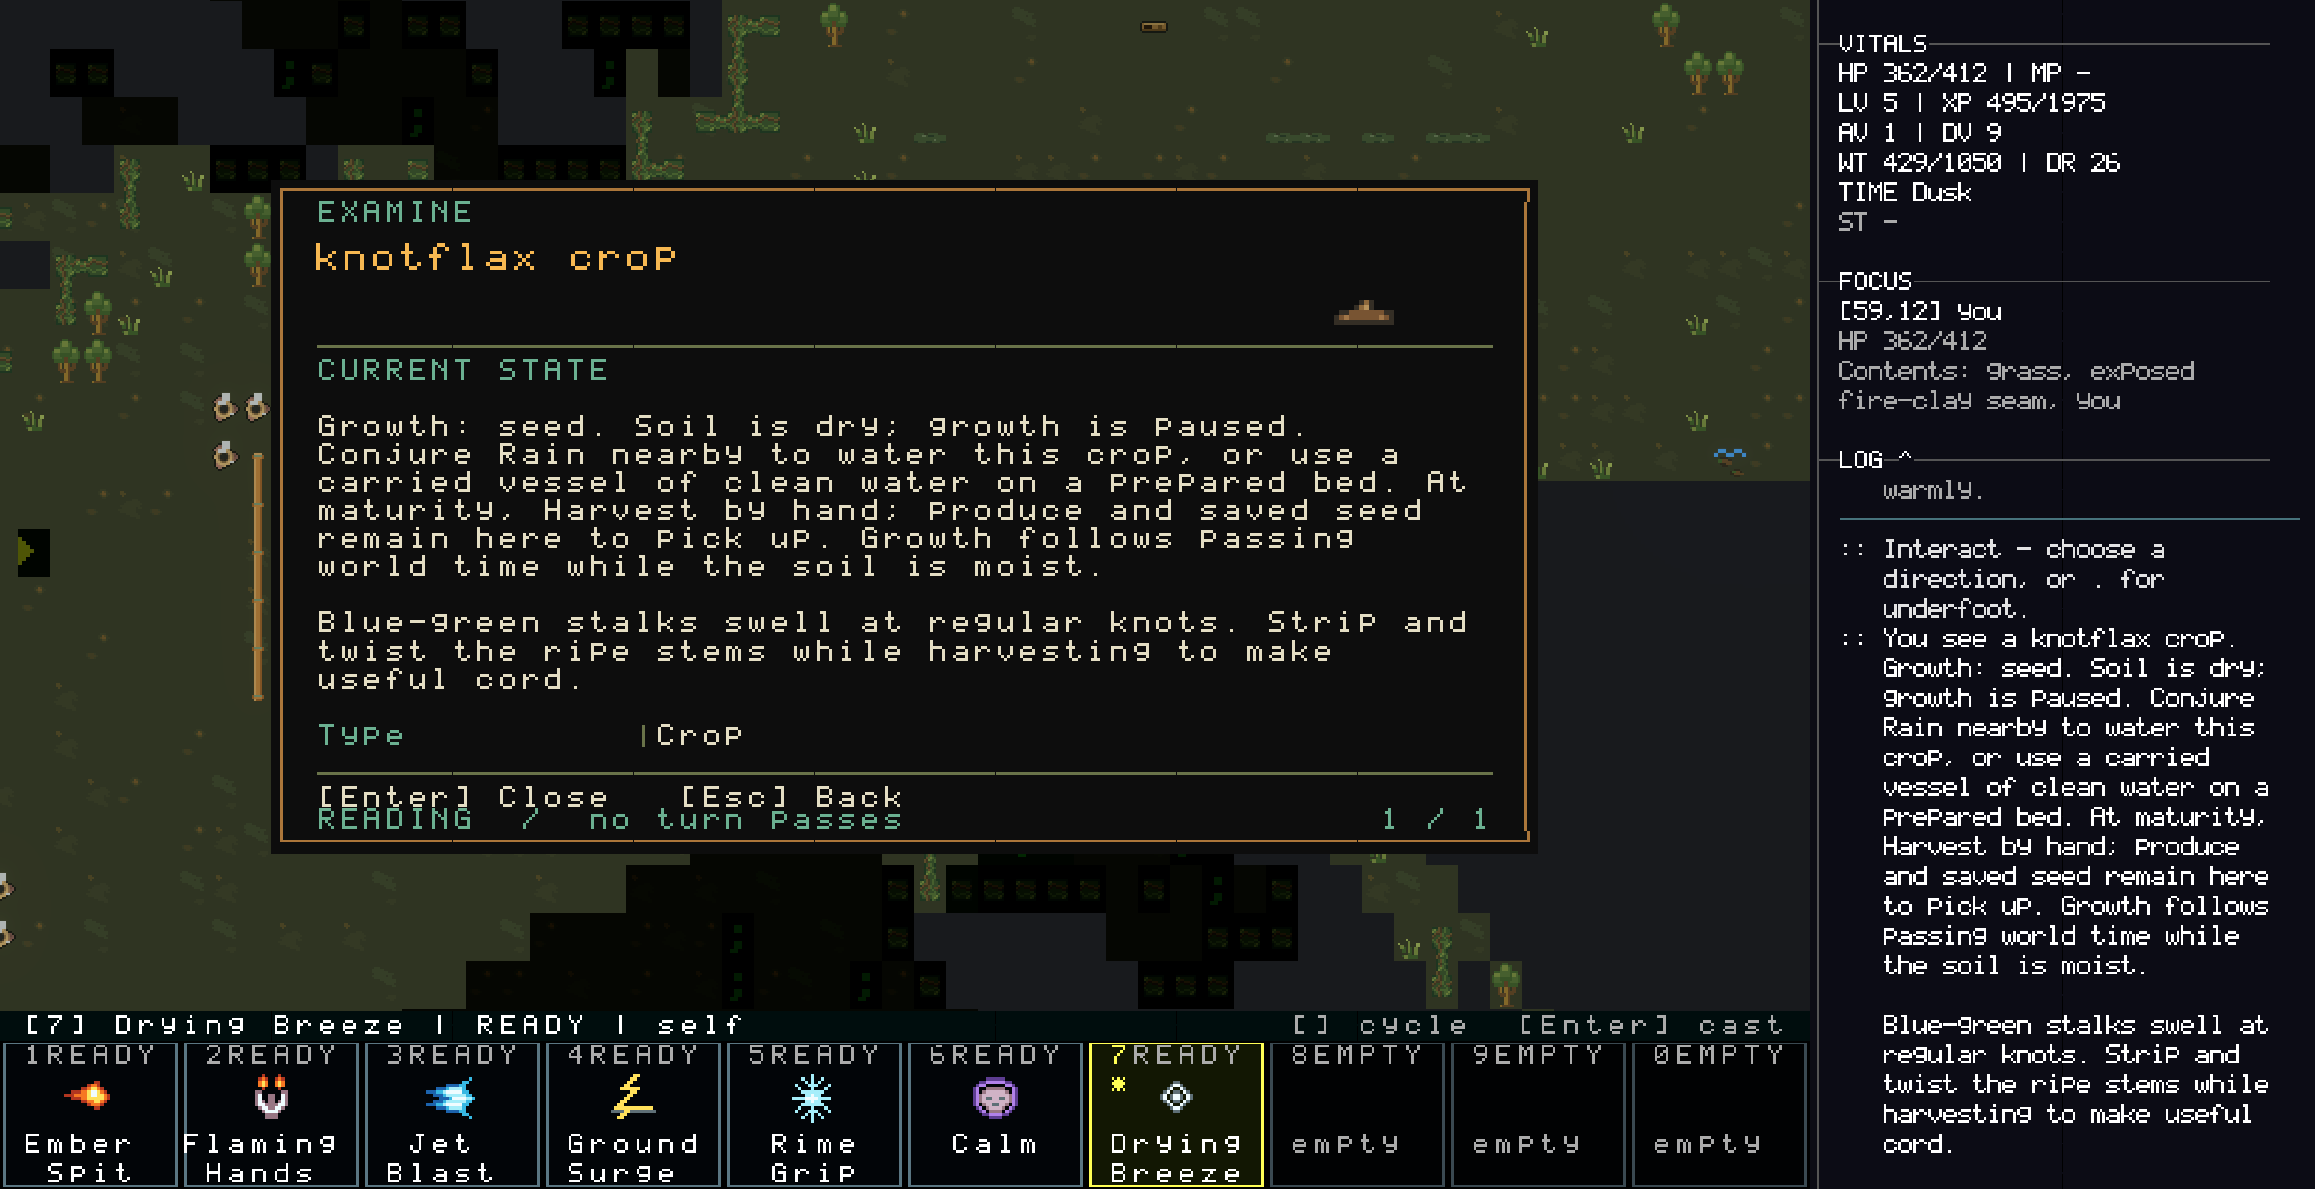 EXAMINE
knotflax crop
CURRENT STATE
Growth: seed. Soil is dry; growth is paused.
Conjure Rain nearby to water this crop, or use a
carried vessel of clean water on a prepared bed. At
maturity, Harvest by hand; produce and saved seed
remain here to pick up. Growth follows passing
world time while the soil is moist.
Blue-green stalks swell at regular knots. Strip and
twist the ripe stems while harvesting to make
useful cord.
Type |Crop
[Enter] Close [Esc] Back
READING / no turn passes 1 / 1
[7] Drying Breeze | READY | self [] cycle [Enter] cast
1READY 2READY 3READY 4READY 5READY 6READY 7READY 8EMPTY 9EMPTY 0EMPTY
Ember Flaming Jet Ground Rime Calm Drying empty empty empty
Spit Hands Blast Surge Grip Breeze
VITALS
HP 362/412 | MP -
LV 5 | XP 495/1975
AV 1 | DV 9
WT 429/1050 | DR 26
TIME Dusk
ST -
FOCUS
[59,12] you
HP 362/412
Contents: grass, exposed
fire-clay seam, you
LOG ^
warmly.
:: Interact - choose a
direction, or . for
underfoot.
:: You see a knotflax crop.
Growth: seed. Soil is dry;
growth is paused. Conjure
Rain nearby to water this
crop, or use a carried
vessel of clean water on a
prepared bed. At maturity,
Harvest by hand; produce
and saved seed remain here
to pick up. Growth follows
passing world time while
the soil is moist.
Blue-green stalks swell at
regular knots. Strip and
twist the ripe stems while
harvesting to make useful
cord.